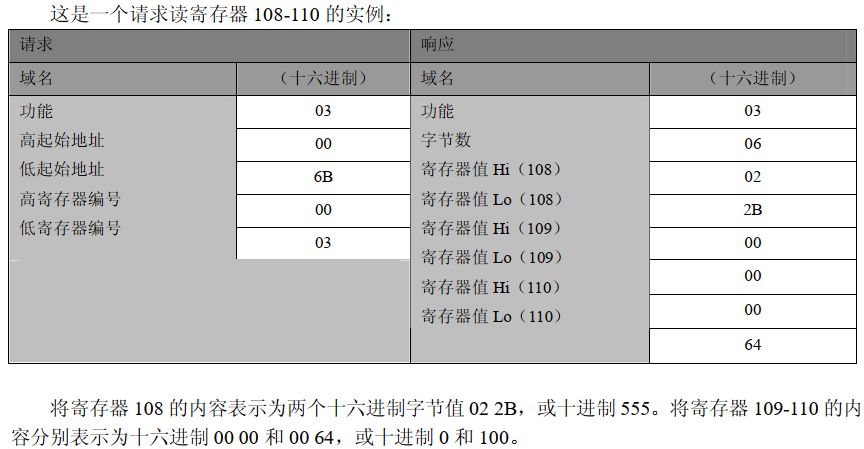 这是一个请求读寄存器 108-110 的实例：
请求 响应
域名 （十六进制） 域名 （十六进制）
功能 03 功能 03
高起始地址 00 字节数 06
低起始地址 6B 寄存器值 Hi（108） 02
高寄存器编号 00 寄存器值 Lo（108） 2B
低寄存器编号 03 寄存器值 Hi（109） 00
寄存器值 Lo（109） 00
寄存器值 Hi（110） 00
寄存器值 Lo（110） 64
将寄存器 108 的内容表示为两个十六进制字节值 02 2B，或十进制 555。将寄存器 109-110 的内
容分别表示为十六进制 00 00 和 00 64，或十进制 0 和 100。